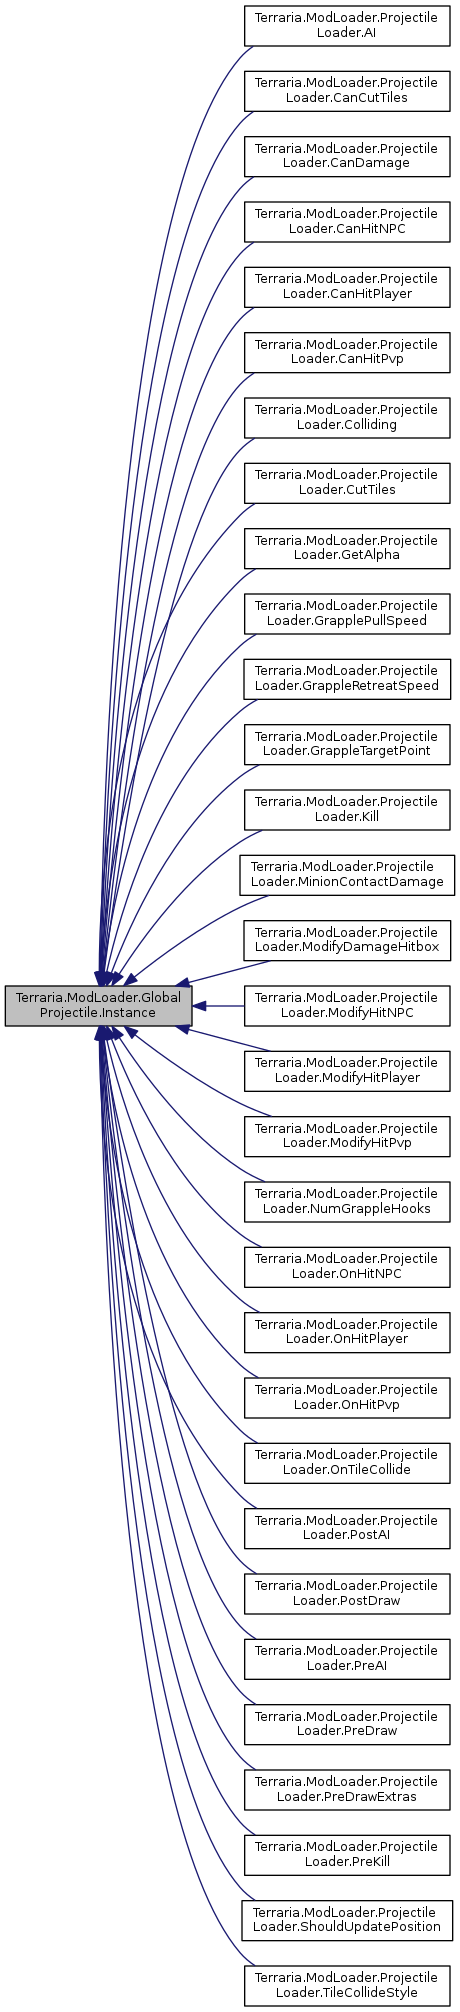 Terraria.ModLoader.Projectile
Loader.AI
Terraria.ModLoader.Projectile
Loader.CanCutTiles
Terraria.ModLoader.Projectile
Loader.CanDamage
Terraria.ModLoader.Projectile
Loader.CanHitNPC
Terraria.ModLoader.Projectile
Loader.CanHitPlayer
Terraria.ModLoader.Projectile
Loader.CanHitPvp
Terraria.ModLoader.Projectile
Loader.Colliding
Terraria.ModLoader.Projectile
Loader.CutTiles
Terraria.ModLoader.Projectile
Loader.GetAlpha
Terraria.ModLoader.Projectile
Loader.GrapplePullSpeed
Terraria.ModLoader.Projectile
Loader.GrappleRetreatSpeed
Terraria.ModLoader.Projectile
Loader.GrappleTargetPoint
Terraria.ModLoader.Projectile
Loader.Kill
Terraria.ModLoader.Projectile
Loader.MinionContactDamage
Terraria.ModLoader.Projectile
Loader.ModifyDamageHitbox
Terraria.ModLoader.Global
Projectile.Instance
Terraria.ModLoader.Projectile
Loader.ModifyHitNPC
Terraria.ModLoader.Projectile
Loader.ModifyHitPlayer
Terraria.ModLoader.Projectile
Loader.ModifyHitPvp
Terraria.ModLoader.Projectile
Loader.NumGrappleHooks
Terraria.ModLoader.Projectile
Loader.OnHitNPC
Terraria.ModLoader.Projectile
Loader.OnHitPlayer
Terraria.ModLoader.Projectile
Loader.OnHitPvp
Terraria.ModLoader.Projectile
Loader.OnTileCollide
Terraria.ModLoader.Projectile
Loader.PostAI
Terraria.ModLoader.Projectile
Loader.PostDraw
Terraria.ModLoader.Projectile
Loader.PreAI
Terraria.ModLoader.Projectile
Loader.PreDraw
Terraria.ModLoader.Projectile
Loader.PreDrawExtras
Terraria.ModLoader.Projectile
Loader.PreKill
Terraria.ModLoader.Projectile
Loader.ShouldUpdatePosition
Terraria.ModLoader.Projectile
Loader.TileCollideStyle